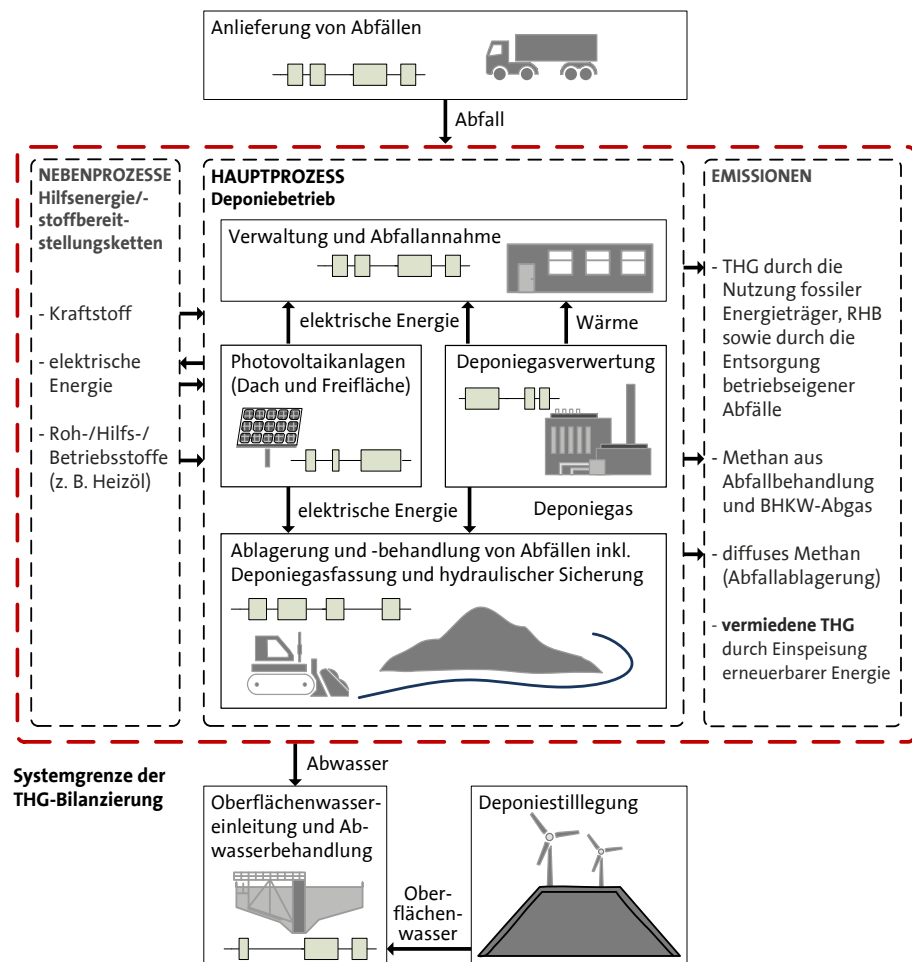 Anlieferung von Abfällen
Abfall
NEBENPROZESSE
Hilfsenergie/-
stoffbereit-
stellungsketten
- Kraftstoff
- elektrische
Energie
- Roh-/Hilfs-/
Betriebsstoffe
(z. B. Heizöl)
HAUPTPROZESS
Deponiebetrieb
Verwaltung und Abfallannahme
elektrische Energie
Wärme
Photovoltaikanlagen
(Dach und Freifläche)
Deponiegasverwertung
elektrische Energie
Deponiegas
Ablagerung und -behandlung von Abfällen inkl.
Deponiegasfassung und hydraulischer Sicherung
EMISSIONEN
- THG durch die
Nutzung fossiler
Energieträger, RHB
sowie durch die
Entsorgung
betriebseigener
Abfälle
- Methan aus
Abfallbehandlung
und BHKW-Abgas
- diffuses Methan
(Abfallablagerung)
- vermiedene THG
durch Einspeisung
erneuerbarer Energie
Systemgrenze der
THG-Bilanzierung
Abwasser
Oberflächenwasser-
einleitung und Ab-
wasserbehandlung
Ober-
flächen-
wasser
Deponiestilllegung